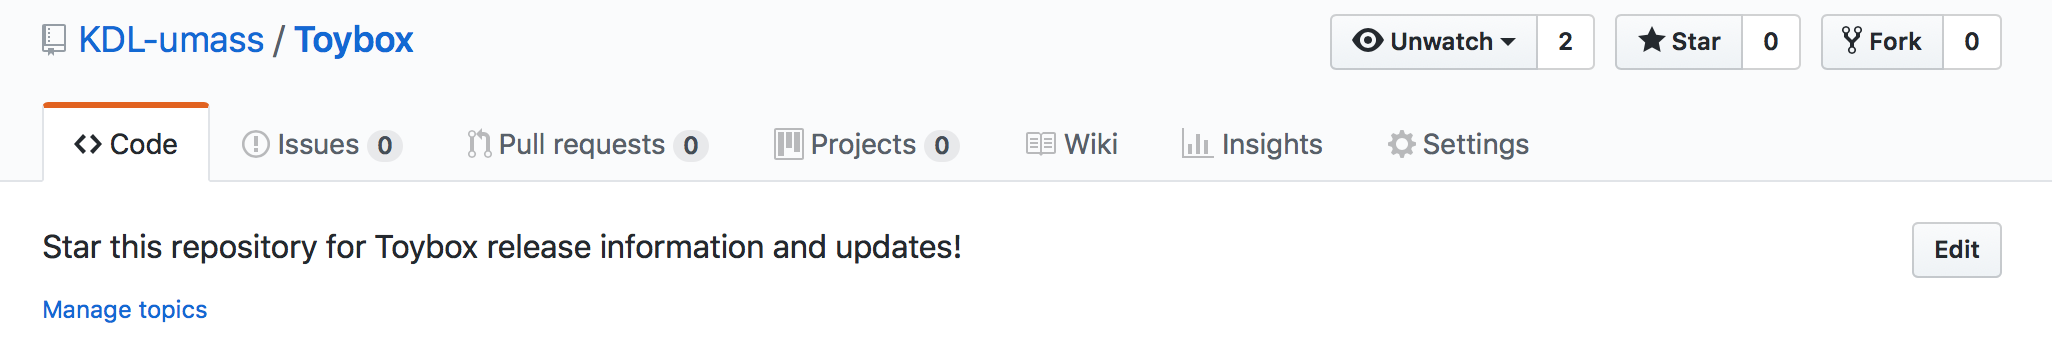 KDL-umass / Toybox
Unwatch 2 Star 0 Fork 0
Code Issues 0 Pull requests 0 Projects 0 Wiki Insights Settings
Star this repository for Toybox release information and updates!
Edit
Manage topics